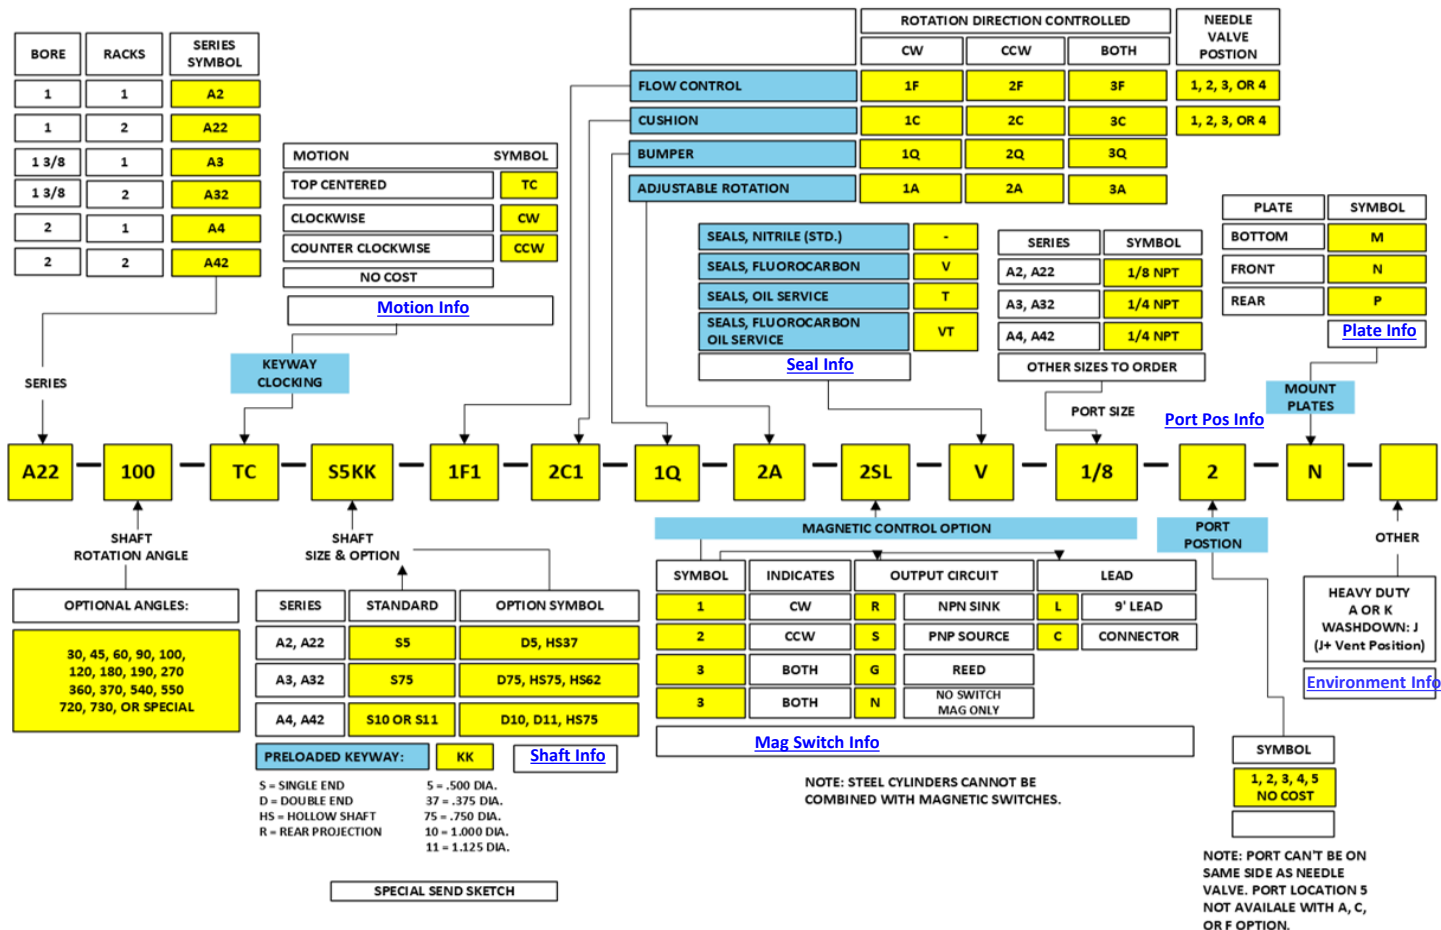 BORE RACKS SERIES SYMBOL
1 1 A2
1 2 A22
1 3/8 1 A3
1 3/8 2 A32
2 1 A4
2 2 A42
MOTION SYMBOL
TOP CENTERED TC
CLOCKWISE CW
COUNTER CLOCKWISE CCW
NO COST
Motion Info
ROTATION DIRECTION CONTROLLED
CW CCW BOTH
NEEDLE
VALVE
POSTION
FLOW CONTROL 1F 2F 3F 1, 2, 3, OR 4
CUSHION 1C 2C 3C 1, 2, 3, OR 4
BUMPER 1Q 2Q 3Q
ADJUSTABLE ROTATION 1A 2A 3A
SEALS, NITRILE (STD.) -
SEALS, FLUOROCARBON V
SEALS, OIL SERVICE T
SEALS, FLUOROCARBON
OIL SERVICE VT
Seal Info
SERIES SYMBOL
A2, A22 1/8 NPT
A3, A32 1/4 NPT
A4, A42 1/4 NPT
OTHER SIZES TO ORDER
PLATE SYMBOL
BOTTOM M
FRONT N
REAR P
Plate Info
SERIES
KEYWAY
CLOCKING
PORT SIZE
Port Pos Info
MOUNT
PLATES
A22 100 TC S5KK 1F1 2C1 1Q 2A 2SL V 1/8 2 N
SHAFT
ROTATION ANGLE
SHAFT
SIZE & OPTION
MAGNETIC CONTROL OPTION
PORT
POSTION
OTHER
OPTIONAL ANGLES:
30, 45, 60, 90, 100,
120, 180, 190, 270
360, 370, 540, 550
720, 730, OR SPECIAL
SERIES STANDARD OPTION SYMBOL
A2, A22 S5 D5, HS37
A3, A32 S75 D75, HS75, HS62
A4, A42 S10 OR S11 D10, D11, HS75
PRELOADED KEYWAY: KK
Shaft Info
S = SINGLE END 5 = .500 DIA.
D = DOUBLE END 37 = .375 DIA.
HS = HOLLOW SHAFT 75 = .750 DIA.
R = REAR PROJECTION 10 = 1.000 DIA.
11 = 1.125 DIA.
SPECIAL SEND SKETCH
SYMBOL INDICATES OUTPUT CIRCUIT LEAD
1 CW R NPN SINK L 9' LEAD
2 CCW S PNP SOURCE C CONNECTOR
3 BOTH G REED
3 BOTH N NO SWITCH
MAG ONLY
Mag Switch Info
NOTE: STEEL CYLINDERS CANNOT BE
COMBINED WITH MAGNETIC SWITCHES.
HEAVY DUTY
A OR K
WASHDOWN: J
(J+ Vent Position)
Environment Info
SYMBOL
1, 2, 3, 4, 5
NO COST
NOTE: PORT CAN'T BE ON
SAME SIDE AS NEEDLE
VALVE. PORT LOCATION 5
NOT AVAILALE WITH A, C,
OR F OPTION.